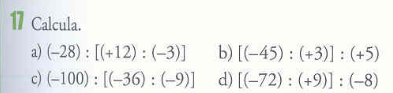 17 Calcula.
a) (–28) : [(+12) : (–3)] b) [(–45) : (+3)] : (+5)
c) (–100) : [(–36) : (–9)] d) [(–72) : (+9)] : (–8)